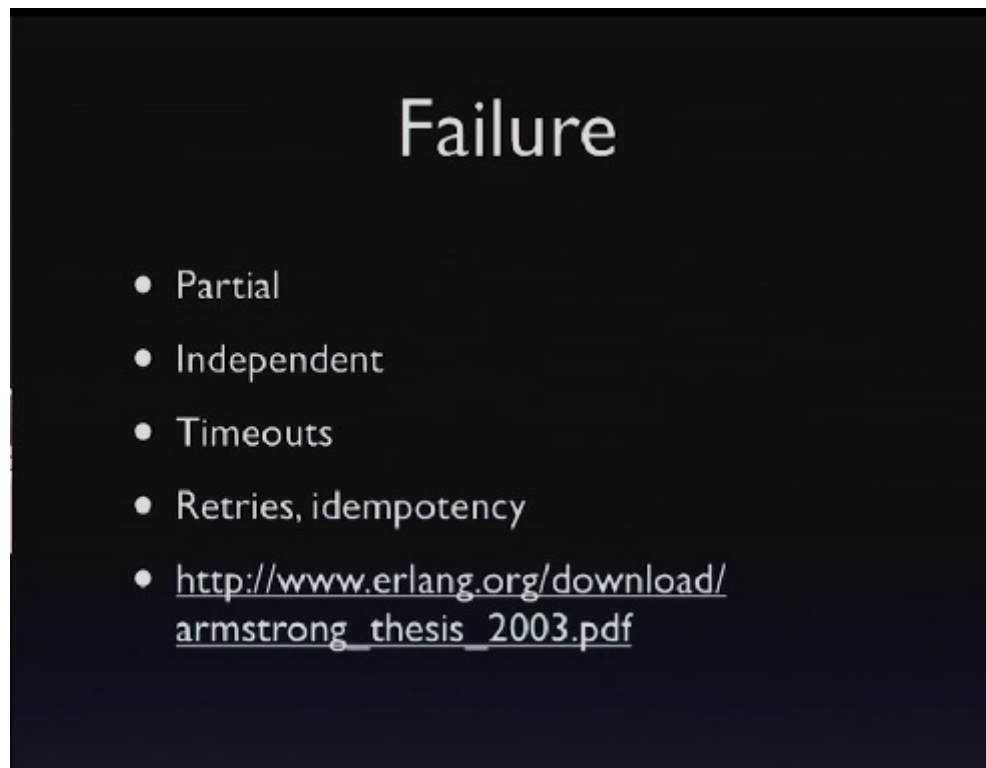 Failure
• Partial
• Independent
• Timeouts
• Retries, idempotency
• http://www.erlang.org/download/
armstrong_thesis_2003.pdf